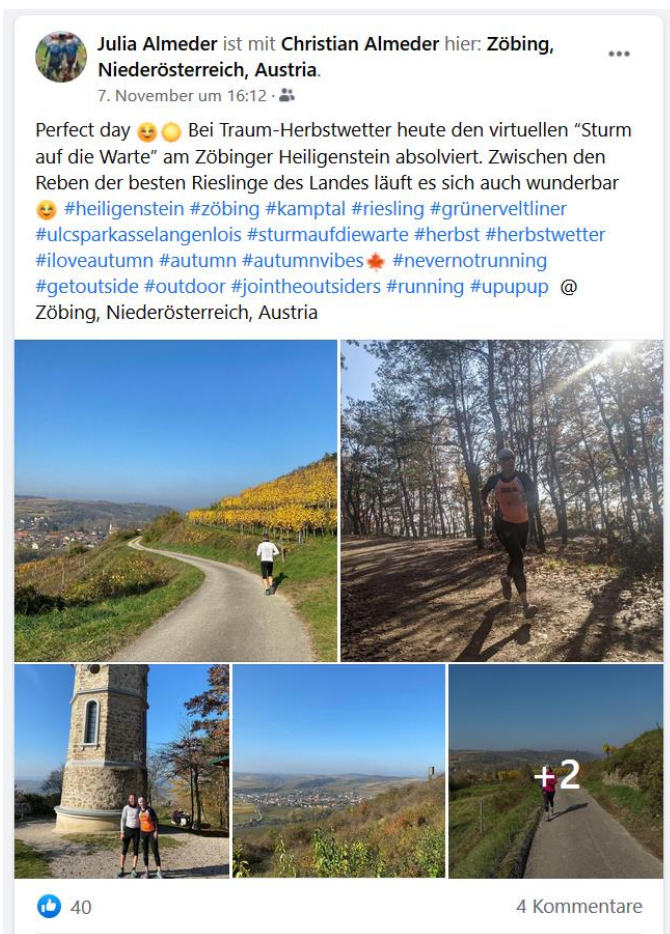 Julia Almeder ist mit Christian Almeder hier: Zöbing,
Niederösterreich, Austria.
7. November um 16:12 ·
Perfect day 😊🌞 Bei Traum-Herbstwetter heute den virtuellen “Sturm
auf die Warte” am Zöbinger Heiligenstein absolviert. Zwischen den
Reben der besten Rieslinge des Landes läuft es sich auch wunderbar
😊 #heiligenstein #zöbing #kamptal #riesling #grünerveltliner
#ulcsparkasselangenlois #sturmaufdiewarte #herbst #herbstwetter
#iloveautumn #autumn #autumnvibes🍁 #nevernotrunning
#getoutside #outdoor #jointheoutsiders #running #upupup @
Zöbing, Niederösterreich, Austria
+2
40
4 Kommentare